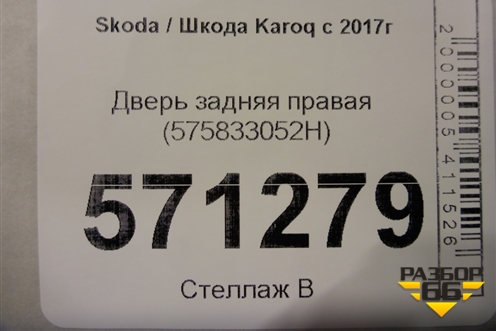 Skoda / Шкода Karoq с 2017г
Дверь задняя правая
(575833052H)
571279
Стеллаж В
2000005411526
РАЗБОР
66